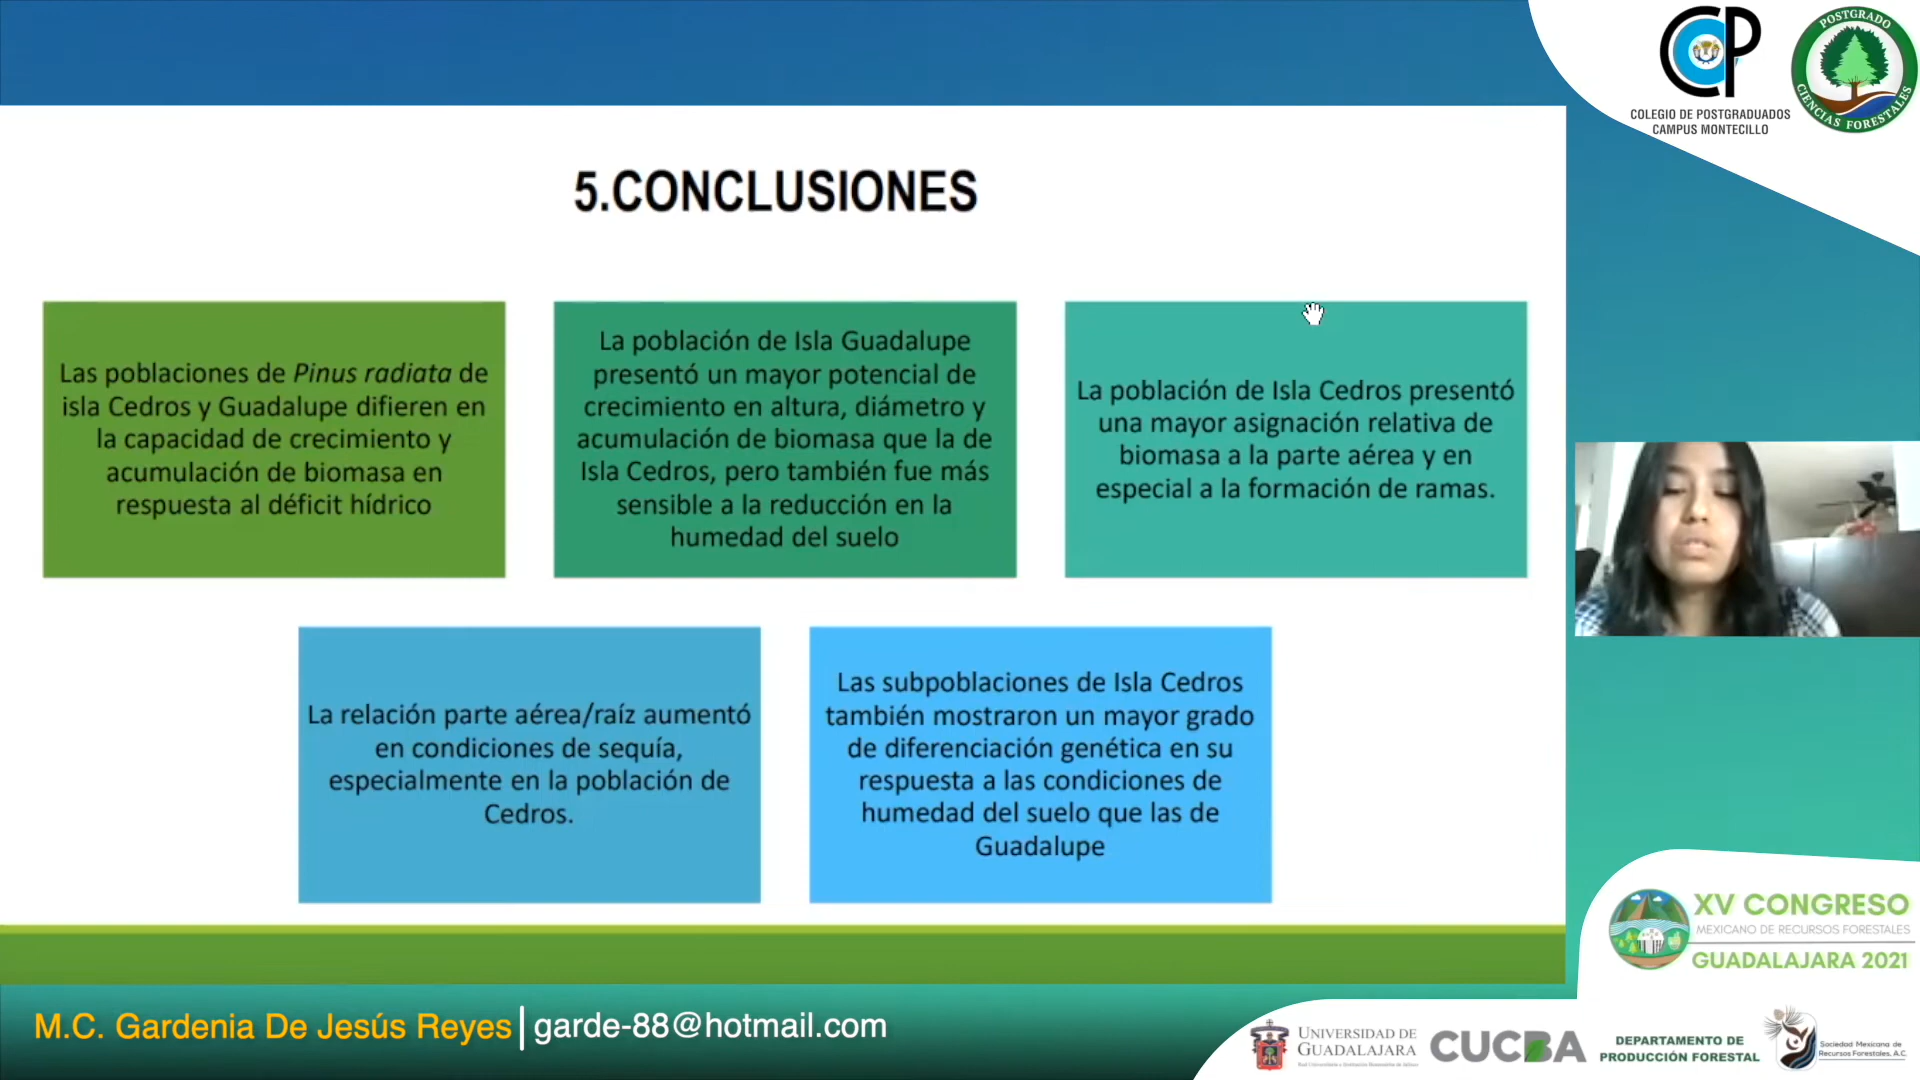 COLEGIO DE POSTGRADUADOS
CAMPUS MONTECILLO
POSTGRADO
CIENCIAS FORESTALES
5.CONCLUSIONES
Las poblaciones de Pinus radiata de
isla Cedros y Guadalupe difieren en
la capacidad de crecimiento y
acumulación de biomasa en
respuesta al déficit hídrico
La población de Isla Guadalupe
presentó un mayor potencial de
crecimiento en altura, diámetro y
acumulación de biomasa que la de
Isla Cedros, pero también fue más
sensible a la reducción en la
humedad del suelo
La población de Isla Cedros presentó
una mayor asignación relativa de
biomasa a la parte aérea y en
especial a la formación de ramas.
La relación parte aérea/raíz aumentó
en condiciones de sequía,
especialmente en la población de
Cedros.
Las subpoblaciones de Isla Cedros
también mostraron un mayor grado
de diferenciación genética en su
respuesta a las condiciones de
humedad del suelo que las de
Guadalupe
XV CONGRESO
MEXICANO DE RECURSOS FORESTALES
GUADALAJARA 2021
M.C. Gardenia De Jesús Reyes | garde-88@hotmail.com
UNIVERSIDAD DE
GUADALAJARA
CUCBA
DEPARTAMENTO DE
PRODUCCIÓN FORESTAL
Sociedad Mexicana de
Recursos Forestales, A.C.